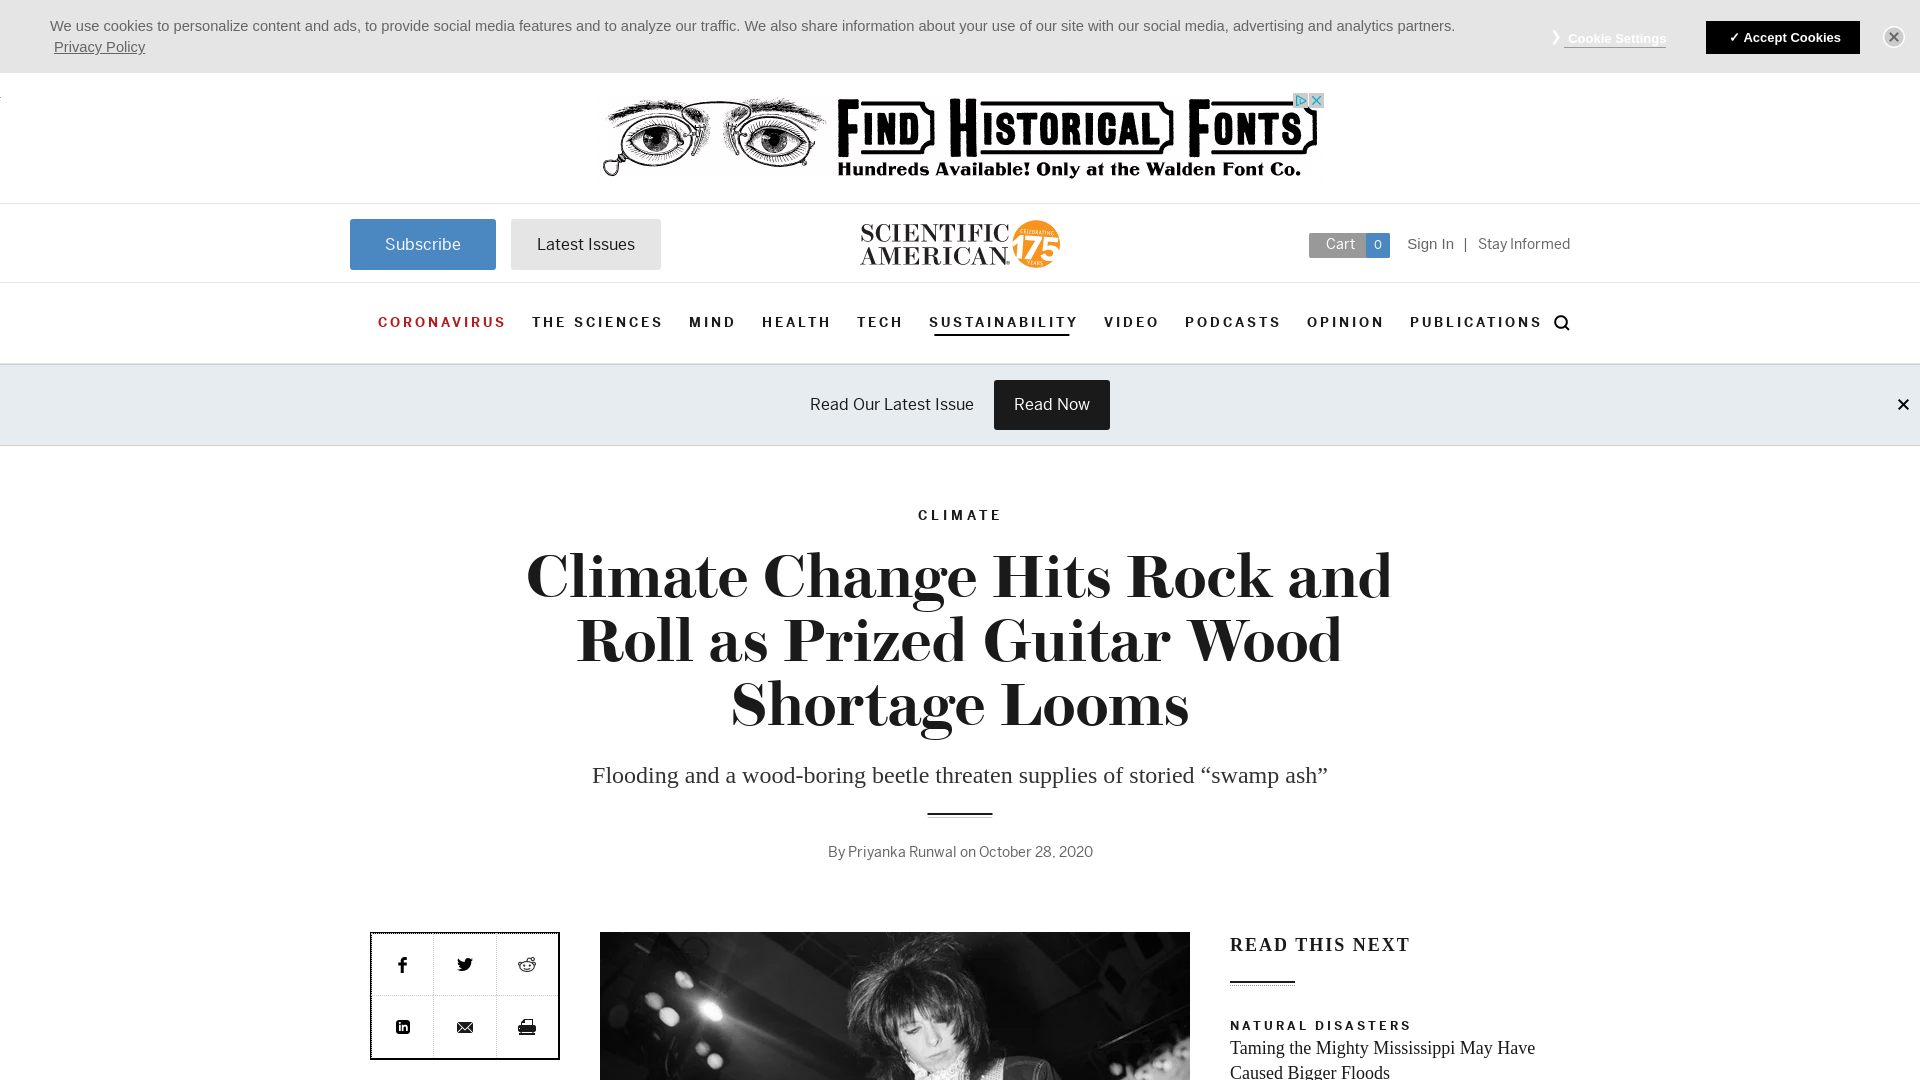 We use cookies to personalize content and ads, to provide social media features and to analyze our traffic. We also share information about your use of our site with our social media, advertising and analytics partners.
Privacy Policy
❯ Cookie Settings
✓ Accept Cookies
FIND HISTORICAL FONTS
Hundreds Available! Only at the Walden Font Co.
Subscribe
Latest Issues
SCIENTIFIC
AMERICAN
CELEBRATING
175
YEARS
Cart 0
Sign In | Stay Informed
CORONAVIRUS THE SCIENCES MIND HEALTH TECH SUSTAINABILITY VIDEO PODCASTS OPINION PUBLICATIONS
Read Our Latest Issue Read Now
CLIMATE
Climate Change Hits Rock and
Roll as Prized Guitar Wood
Shortage Looms
Flooding and a wood-boring beetle threaten supplies of storied “swamp ash”
By Priyanka Runwal on October 28, 2020
READ THIS NEXT
NATURAL DISASTERS
Taming the Mighty Mississippi May Have
Caused Bigger Floods